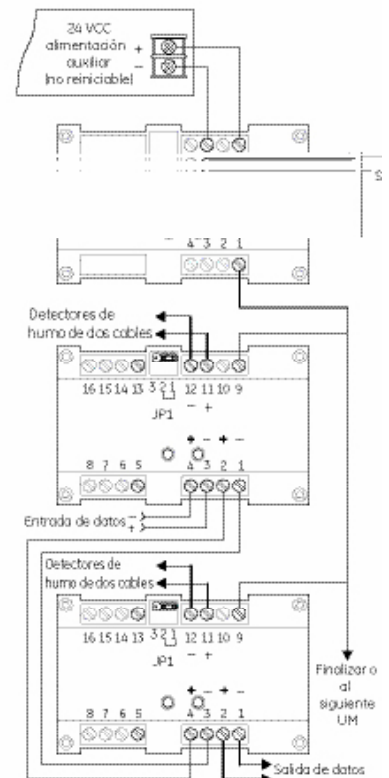 24 VCC
alimentación
auxiliar
(no reiniciable)
+
−
4 3 2 1
Detectores de
humo de dos cables
16 15 14 13 3 2 1 12 11 10 9
− +
JP1
+ − + −
8 7 6 5 4 3 2 1
Entrada de datos − +
Detectores de
humo de dos cables
16 15 14 13 3 2 1 12 11 10 9
− +
JP1
+ − + −
8 7 6 5 4 3 2 1
Finalizar o
al
siguiente
UM
Salida de datos